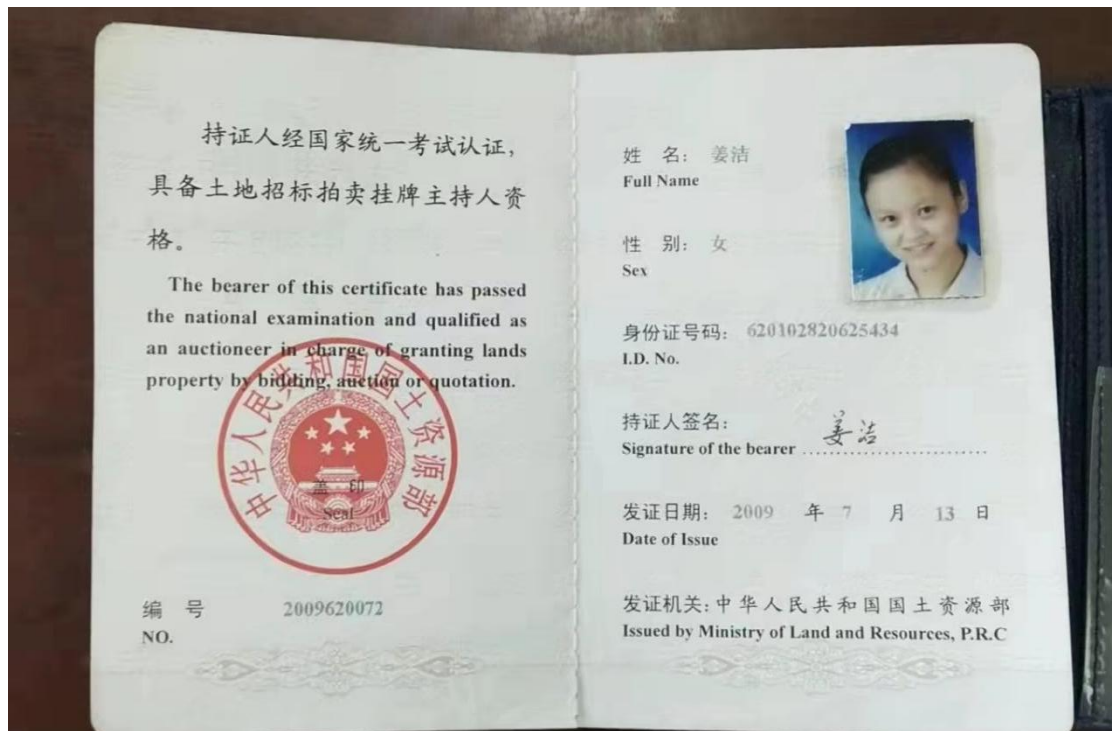 持证人经国家统一考试认证,
具备土地招标拍卖挂牌主持人资
格。
The bearer of this certificate has passed
the national examination and qualified as
an auctioneer in charge of granting lands
property by bidding, auction or quotation.
中华人民共和国国土资源部
盖 印
Seal
编 号 2009620072
NO.
姓 名: 姜洁
Full Name
性 别: 女
Sex
身份证号码: 620102820625434
I.D. No.
持证人签名: 姜洁
Signature of the bearer
发证日期: 2009 年 7 月 13 日
Date of Issue
发证机关:中华人民共和国国土资源部
Issued by Ministry of Land and Resources, P.R.C